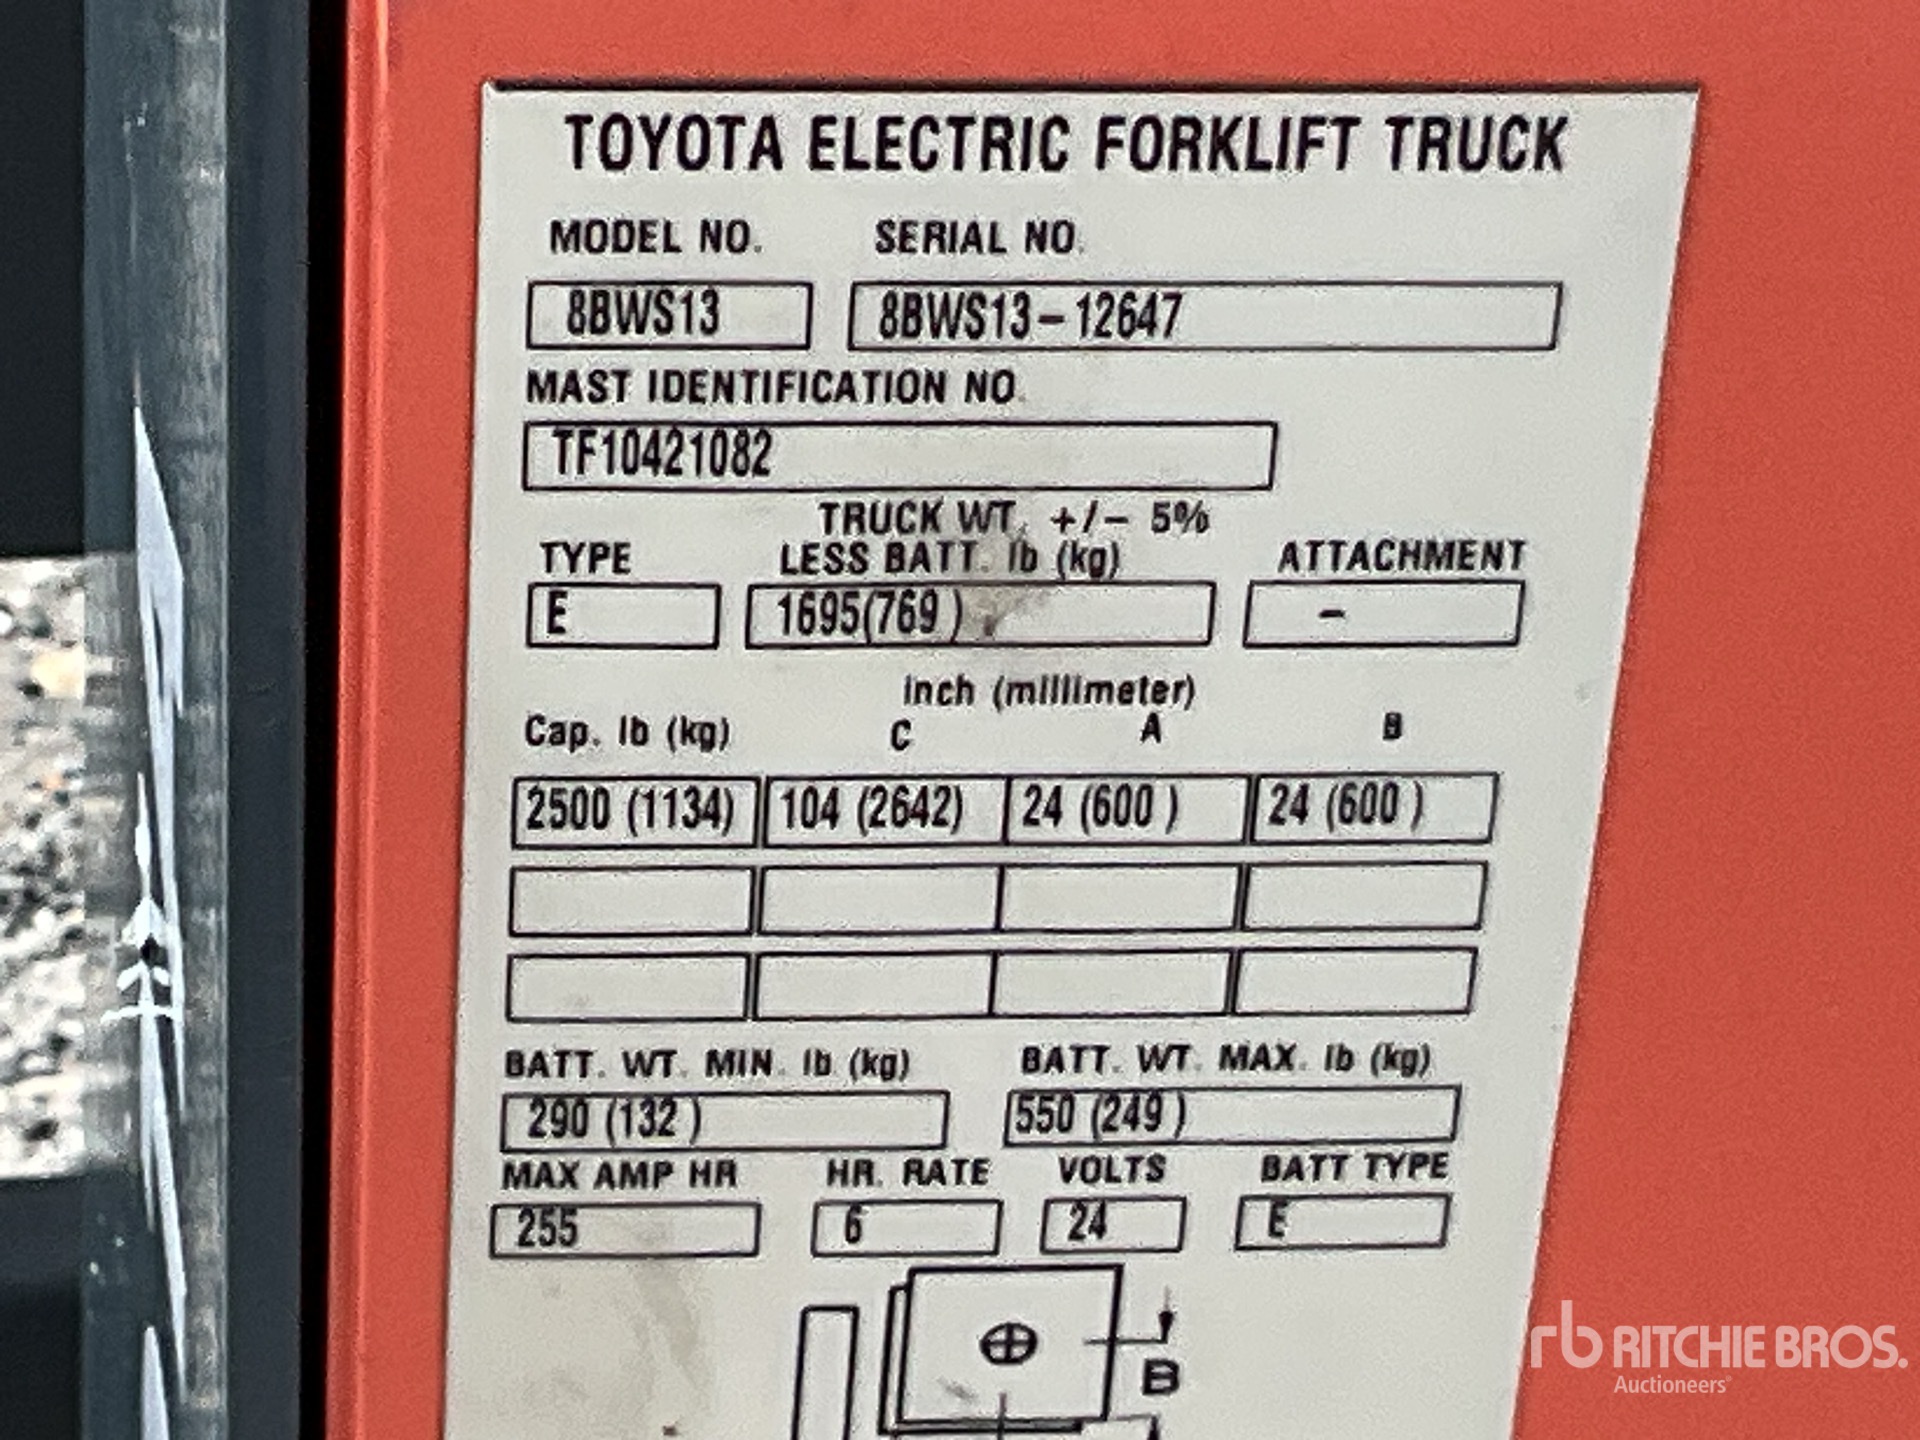 TOYOTA ELECTRIC FORKLIFT TRUCK
MODEL NO. SERIAL NO.
8BWS13 8BWS13-12647
MAST IDENTIFICATION NO.
TF10421082
TRUCK WT. +/- 5%
TYPE LESS BATT. lb (kg) ATTACHMENT
E 1695(769 ) -
inch (millimeter)
Cap. lb (kg) C A B
2500 (1134) 104 (2642) 24 (600 ) 24 (600 )
BATT. WT. MIN. lb (kg) BATT. WT. MAX. lb (kg)
290 (132 ) 550 (249 )
MAX AMP HR HR. RATE VOLTS BATT TYPE
255 6 24 E
B
rb RITCHIE BROS.
Auctioneers